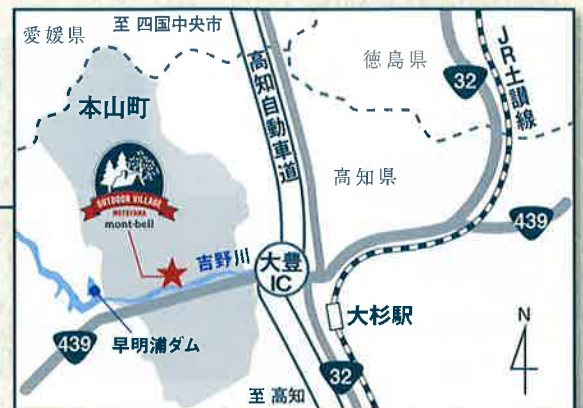 愛媛県
至 四国中央市
高知自動車道
徳島県
32
JR土讃線
本山町
高知県
OUTDOOR VILLAGE
MOTOYAMA
mont-bell
439
吉野川
大豊
IC
大杉駅
N
439
早明浦ダム
32
至 高知